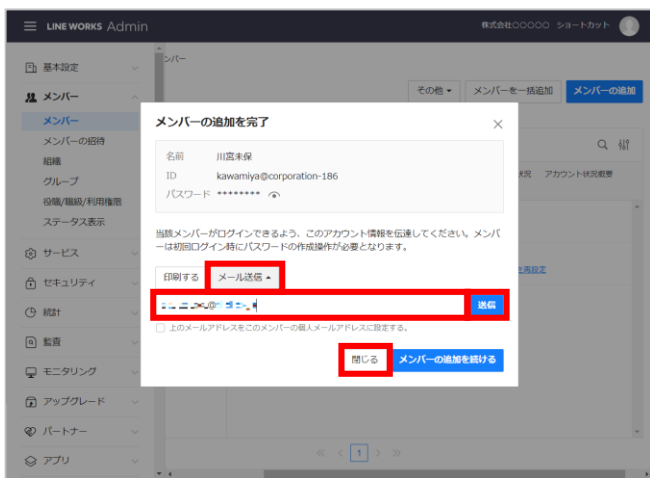 LINE WORKS Admin
株式会社○○○○○ ショートカット
基本設定
メンバー
メンバー
メンバーの招待
組織
グループ
役職/職級/利用権限
ステータス表示
サービス
セキュリティ
統計
監査
モニタリング
アップグレード
パートナー
アプリ
ンバー
その他 メンバーを一括追加 メンバーの追加
状況 アカウント状況概要
を再設定
メンバーの追加を完了
名前 川宮未保
ID kawamiya@corporation-186
パスワード ********
当該メンバーがログインできるよう、このアカウント情報を伝達してください。メンバ
ーは初回ログイン時にパスワードの作成操作が必要となります。
印刷する メール送信
送信
上のメールアドレスをこのメンバーの個人メールアドレスに設定する。
閉じる メンバーの追加を続ける
1